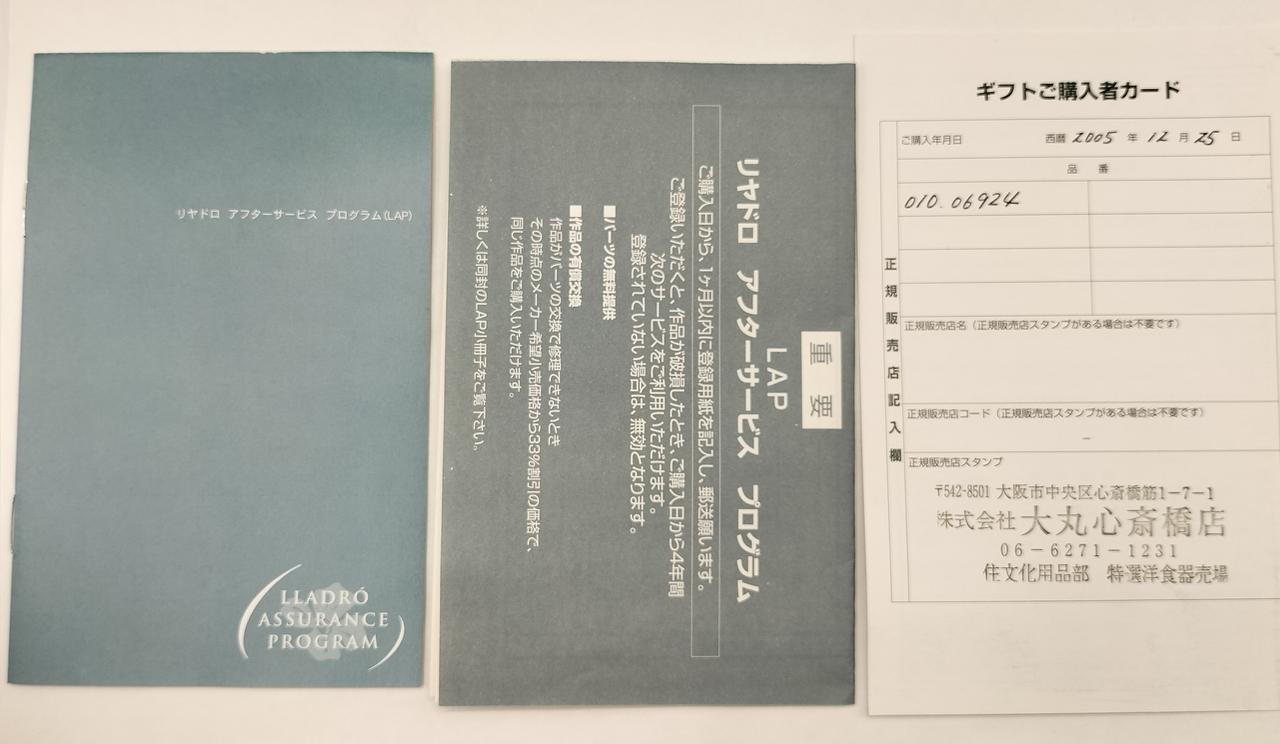 リヤドロ アフターサービス プログラム(LAP)
LLADRÓ
ASSURANCE
PROGRAM
重要
LAP
リヤドロ アフターサービス プログラム
ご購入日から、1ヶ月以内に登録用紙を記入し、郵送願います。
ご登録いただくと、作品が破損したとき、ご購入日から4年間
次のサービスをご利用いただけます。
登録されていない場合は、無効となります。
■パーツの無料提供
■作品の有償交換
作品がパーツの交換で修理できないとき
その時点のメーカー希望小売価格から33%割引の価格で、
同じ作品をご購入いただけます。
※詳しくは同封のLAP小冊子をご覧下さい。
ギフトご購入者カード
正規販売店記入欄
ご購入年月日 西暦 2005 年 12 月 25 日
品 番
010.06924
正規販売店名(正規販売店スタンプがある場合は不要です)
正規販売店コード(正規販売店スタンプがある場合は不要です)
正規販売店スタンプ
〒542-8501 大阪市中央区心斎橋筋1-7-1
株式会社 大丸心斎橋店
06-6271-1231
住文化用品部 特選洋食器売場